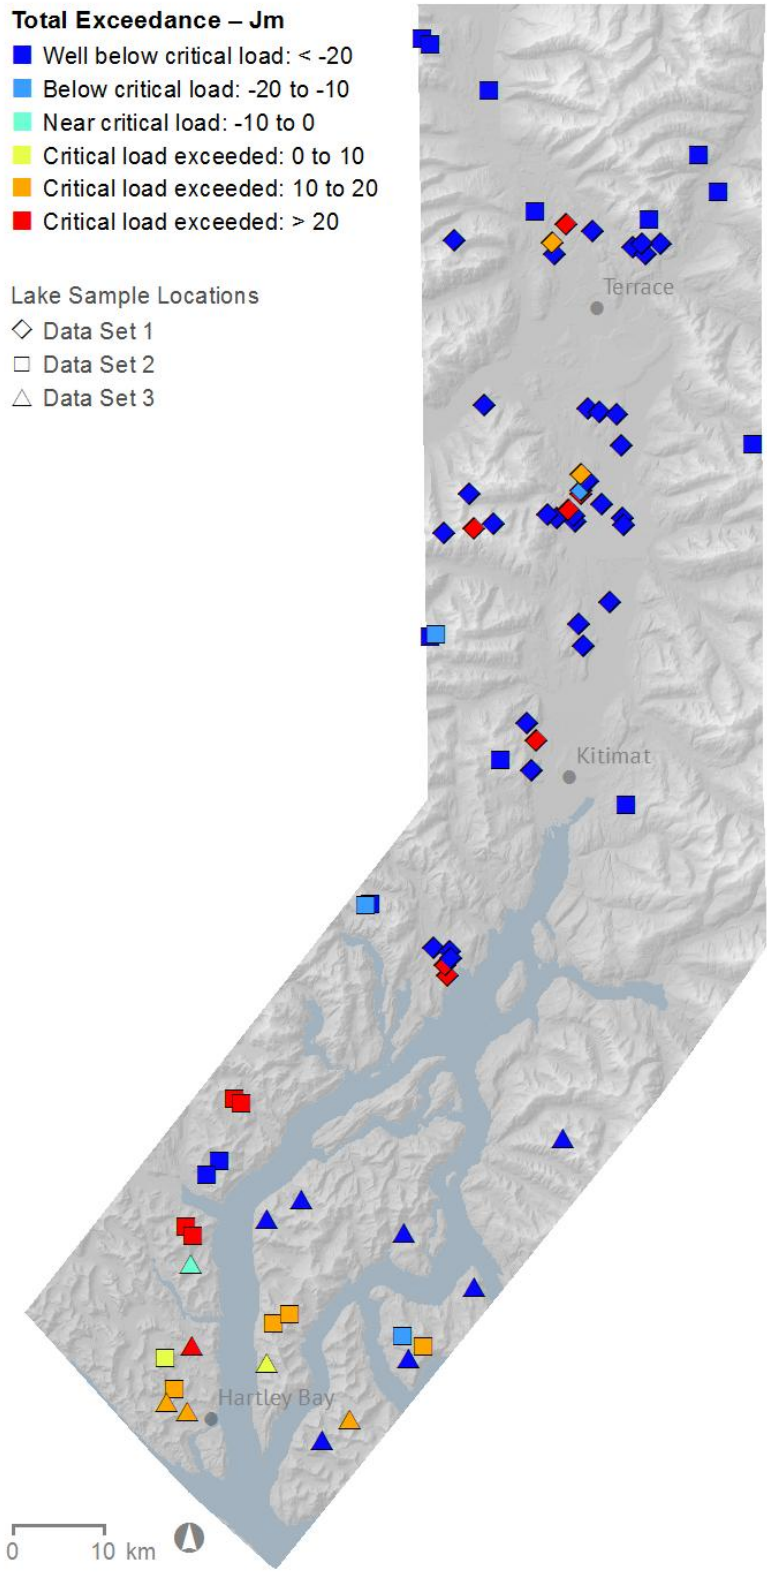 Total Exceedance – Jm
Well below critical load: < -20
Below critical load: -20 to -10
Near critical load: -10 to 0
Critical load exceeded: 0 to 10
Critical load exceeded: 10 to 20
Critical load exceeded: > 20
Lake Sample Locations
Data Set 1
Data Set 2
Data Set 3
Terrace
Kitimat
Hartley Bay
0 10 km